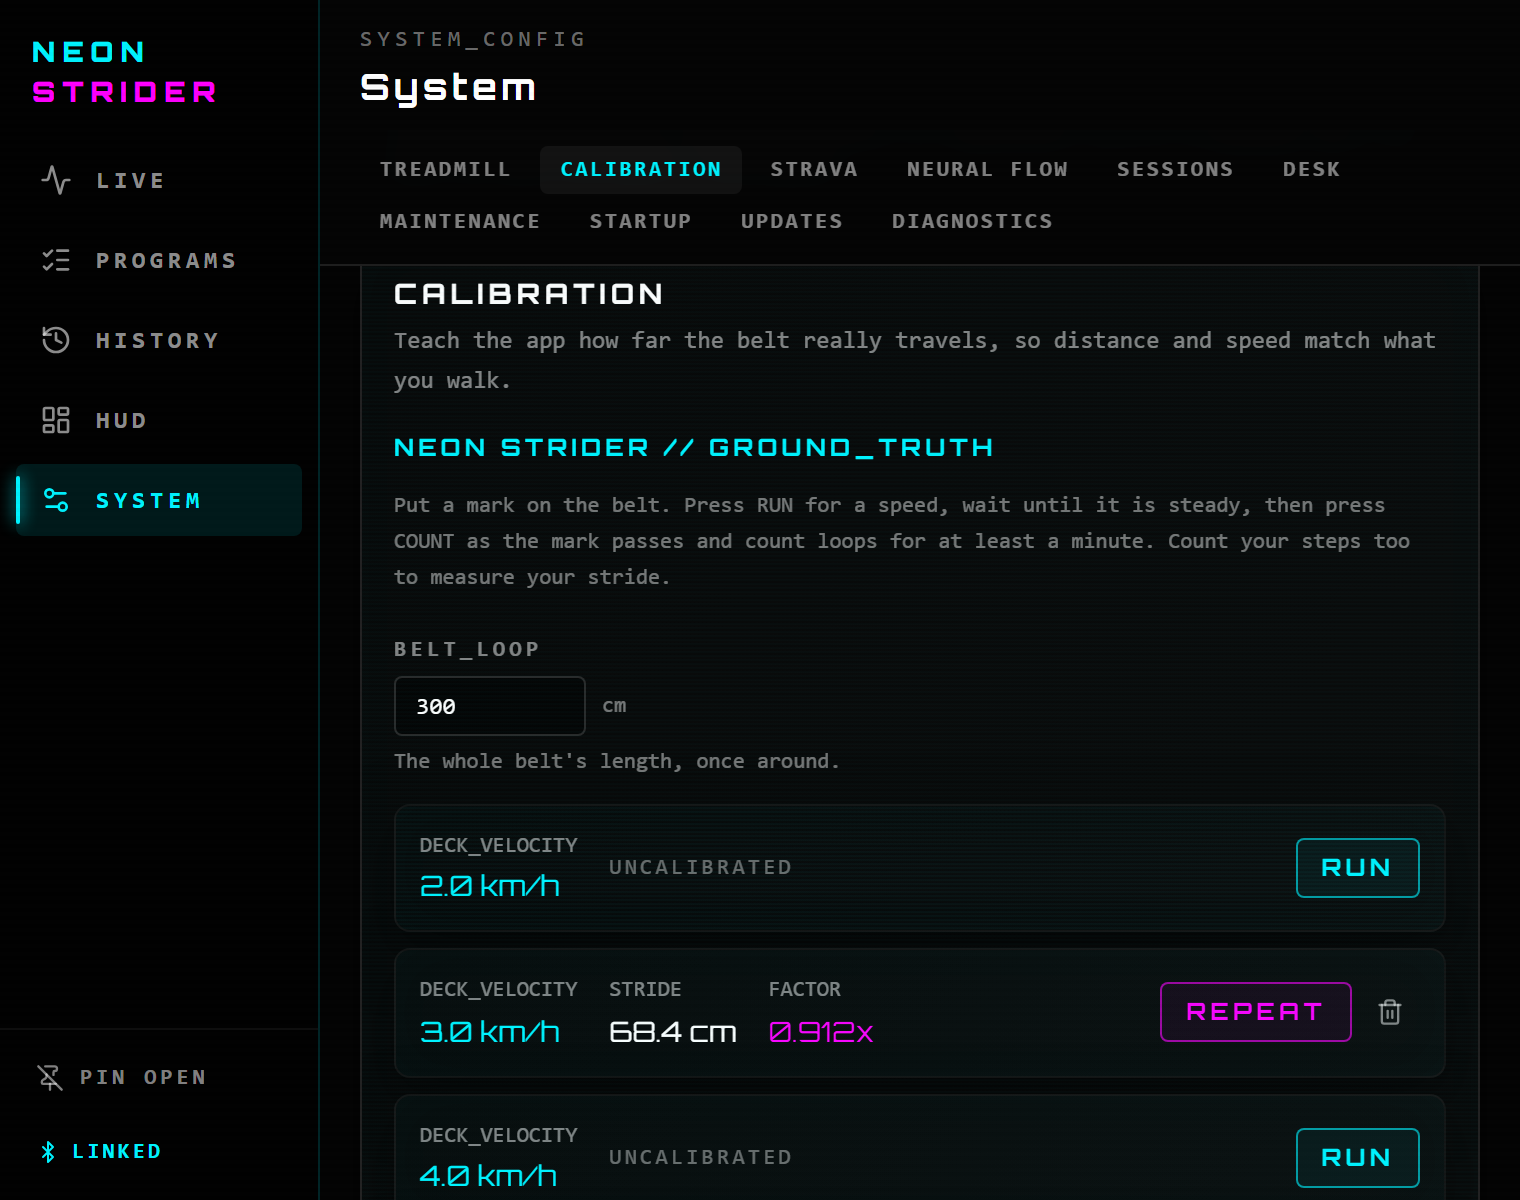 NEON
STRIDER
LIVE
PROGRAMS
HISTORY
HUD
SYSTEM
PIN OPEN
LINKED
SYSTEM_CONFIG
System
TREADMILL CALIBRATION STRAVA NEURAL FLOW SESSIONS DESK
MAINTENANCE STARTUP UPDATES DIAGNOSTICS
CALIBRATION
Teach the app how far the belt really travels, so distance and speed match what
you walk.
NEON STRIDER // GROUND_TRUTH
Put a mark on the belt. Press RUN for a speed, wait until it is steady, then press
COUNT as the mark passes and count loops for at least a minute. Count your steps too
to measure your stride.
BELT_LOOP
300 cm
The whole belt's length, once around.
DECK_VELOCITY
2.0 km/h
UNCALIBRATED
RUN
DECK_VELOCITY STRIDE FACTOR
3.0 km/h 68.4 cm 0.912x
REPEAT
DECK_VELOCITY
4.0 km/h
UNCALIBRATED
RUN